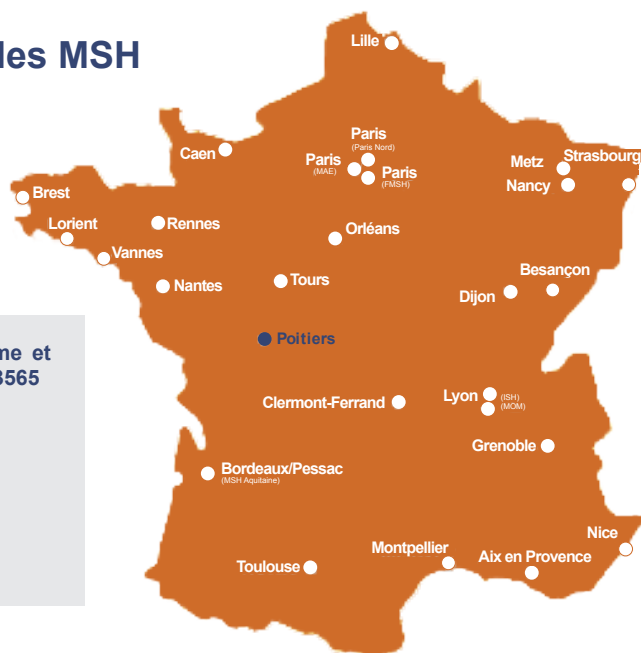 les MSH
Lille
Paris
(Paris Nord)
Caen
Paris
(MAE)
Paris
(FMSH)
Metz
Strasbourg
Nancy
Brest
Lorient
Rennes
Orléans
Vannes
Besançon
Nantes
Tours
Dijon
Poitiers
me et
3565
Clermont-Ferrand
Lyon
(ISH)
(MOM)
Grenoble
Bordeaux/Pessac
(MSH Aquitaine)
Nice
Montpellier
Aix en Provence
Toulouse